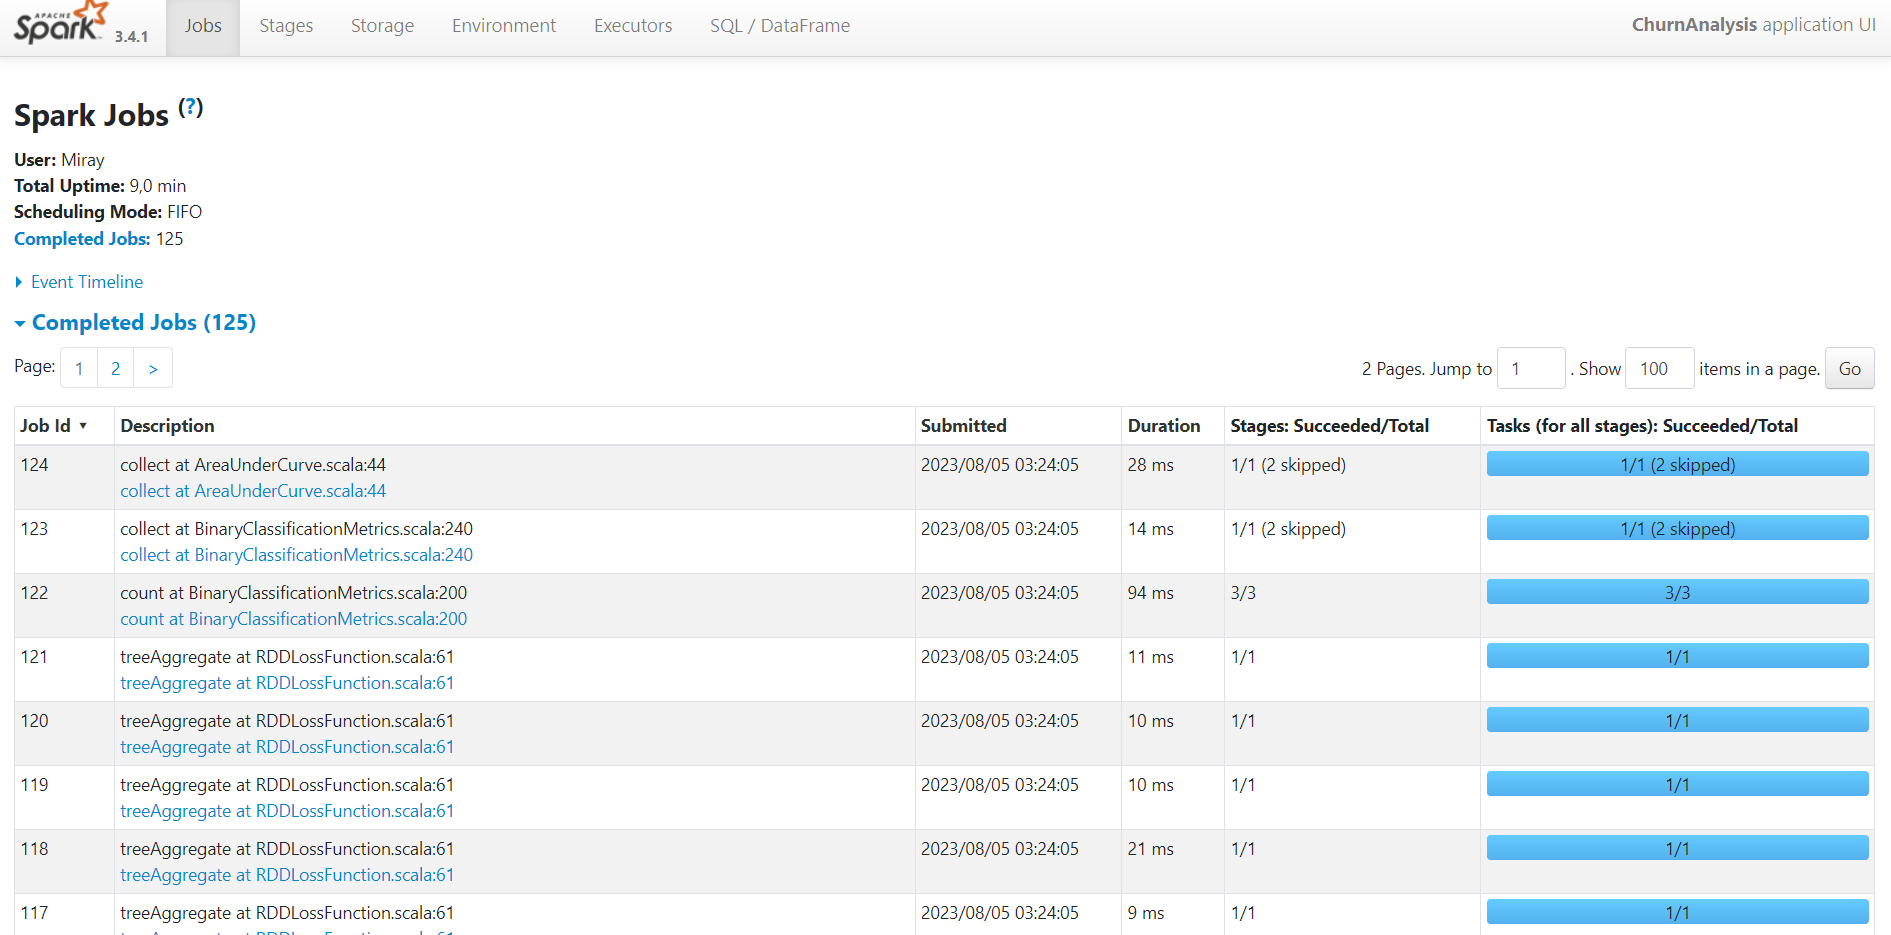 APACHE
Spark 3.4.1 Jobs Stages Storage Environment Executors SQL / DataFrame ChurnAnalysis application UI
Spark Jobs (?)
User: Miray
Total Uptime: 9,0 min
Scheduling Mode: FIFO
Completed Jobs: 125
Event Timeline
Completed Jobs (125)
Page: 1 2 > 2 Pages. Jump to 1 . Show 100 items in a page. Go
Job Id ▾ Description Submitted Duration Stages: Succeeded/Total Tasks (for all stages): Succeeded/Total
124 collect at AreaUnderCurve.scala:44 2023/08/05 03:24:05 28 ms 1/1 (2 skipped) 1/1 (2 skipped)
collect at AreaUnderCurve.scala:44
123 collect at BinaryClassificationMetrics.scala:240 2023/08/05 03:24:05 14 ms 1/1 (2 skipped) 1/1 (2 skipped)
collect at BinaryClassificationMetrics.scala:240
122 count at BinaryClassificationMetrics.scala:200 2023/08/05 03:24:05 94 ms 3/3 3/3
count at BinaryClassificationMetrics.scala:200
121 treeAggregate at RDDLossFunction.scala:61 2023/08/05 03:24:05 11 ms 1/1 1/1
treeAggregate at RDDLossFunction.scala:61
120 treeAggregate at RDDLossFunction.scala:61 2023/08/05 03:24:05 10 ms 1/1 1/1
treeAggregate at RDDLossFunction.scala:61
119 treeAggregate at RDDLossFunction.scala:61 2023/08/05 03:24:05 10 ms 1/1 1/1
treeAggregate at RDDLossFunction.scala:61
118 treeAggregate at RDDLossFunction.scala:61 2023/08/05 03:24:05 21 ms 1/1 1/1
treeAggregate at RDDLossFunction.scala:61
117 treeAggregate at RDDLossFunction.scala:61 2023/08/05 03:24:05 9 ms 1/1 1/1